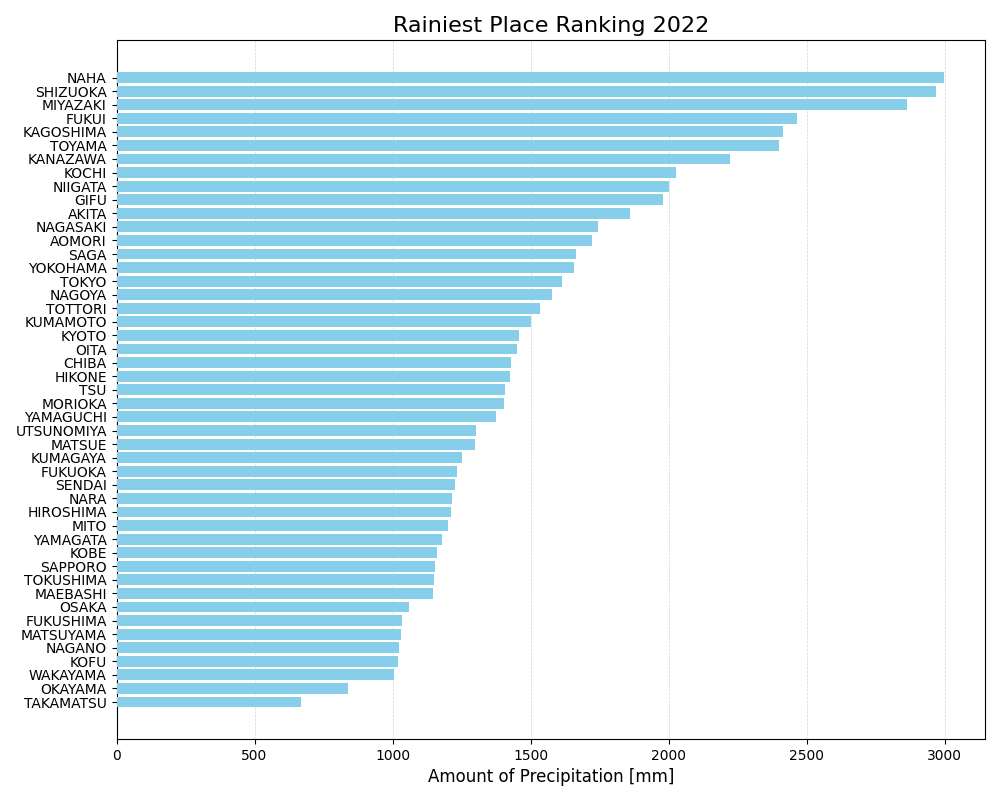 Rainiest Place Ranking 2022
NAHA
SHIZUOKA
MIYAZAKI
FUKUI
KAGOSHIMA
TOYAMA
KANAZAWA
KOCHI
NIIGATA
GIFU
AKITA
NAGASAKI
AOMORI
SAGA
YOKOHAMA
TOKYO
NAGOYA
TOTTORI
KUMAMOTO
KYOTO
OITA
CHIBA
HIKONE
TSU
MORIOKA
YAMAGUCHI
UTSUNOMIYA
MATSUE
KUMAGAYA
FUKUOKA
SENDAI
NARA
HIROSHIMA
MITO
YAMAGATA
KOBE
SAPPORO
TOKUSHIMA
MAEBASHI
OSAKA
FUKUSHIMA
MATSUYAMA
NAGANO
KOFU
WAKAYAMA
OKAYAMA
TAKAMATSU
0 500 1000 1500 2000 2500 3000
Amount of Precipitation [mm]